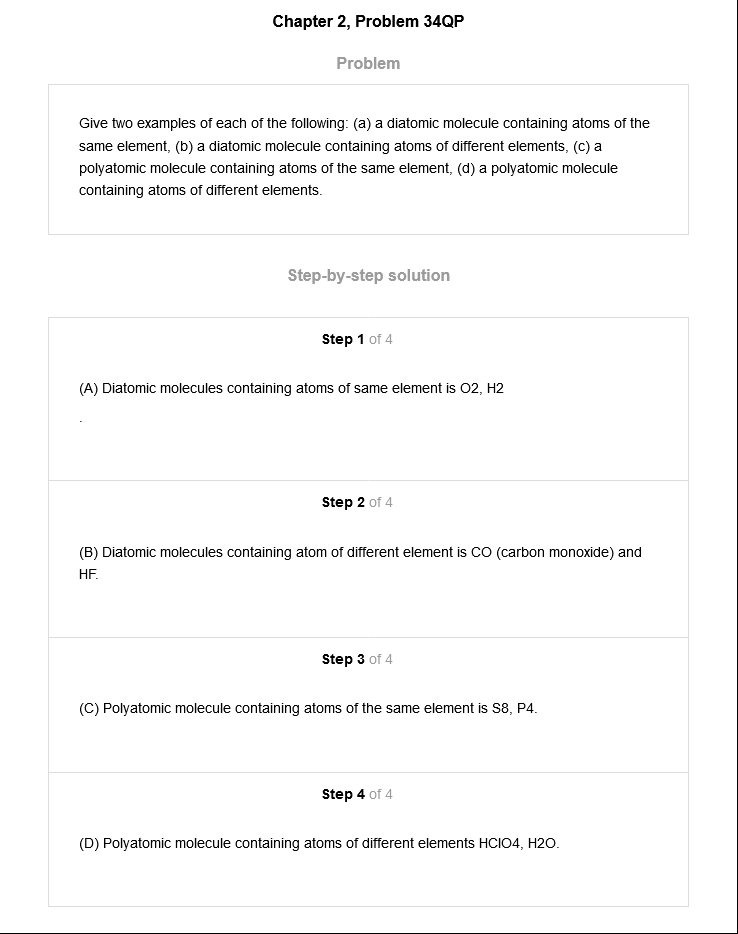 Chapter 2, Problem 34QP
Problem
Give two examples of each of the following: (a) a diatomic molecule containing atoms of the
same element, (b) a diatomic molecule containing atoms of different elements, (c) a
polyatomic molecule containing atoms of the same element, (d) a polyatomic molecule
containing atoms of different elements.
Step-by-step solution
Step 1 of 4
(A) Diatomic molecules containing atoms of same element is O2, H2
.
Step 2 of 4
(B) Diatomic molecules containing atom of different element is CO (carbon monoxide) and
HF.
Step 3 of 4
(C) Polyatomic molecule containing atoms of the same element is S8, P4.
Step 4 of 4
(D) Polyatomic molecule containing atoms of different elements HClO4, H2O.